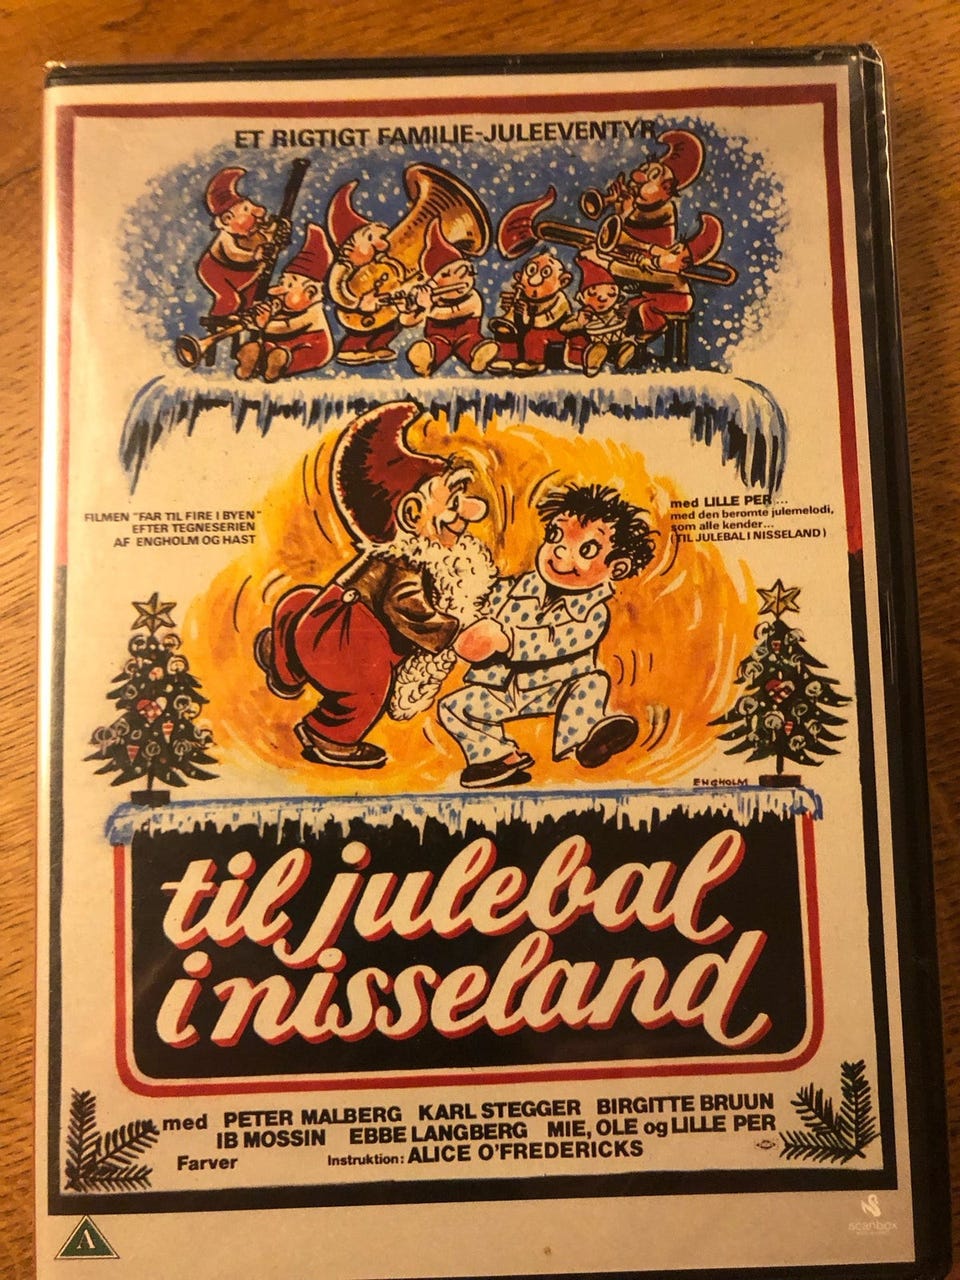 ET RIGTIGT FAMILIE-JULEEVENTYR
FILMEN "FAR TIL FIRE I BYEN"
EFTER TEGNESERIEN
AF ENGHOLM OG HAST
med LILLE PER...
med den berømte julemelodi,
som alle kender...
(TIL JULEBAL I NISSELAND)
ENGHOLM
til julebal
i nisseland
med PETER MALBERG KARL STEGGER BIRGITTE BRUUN
IB MOSSIN EBBE LANGBERG MIE, OLE og LILLE PER
Farver Instruktion: ALICE O'FREDERICKS
A
scanbox